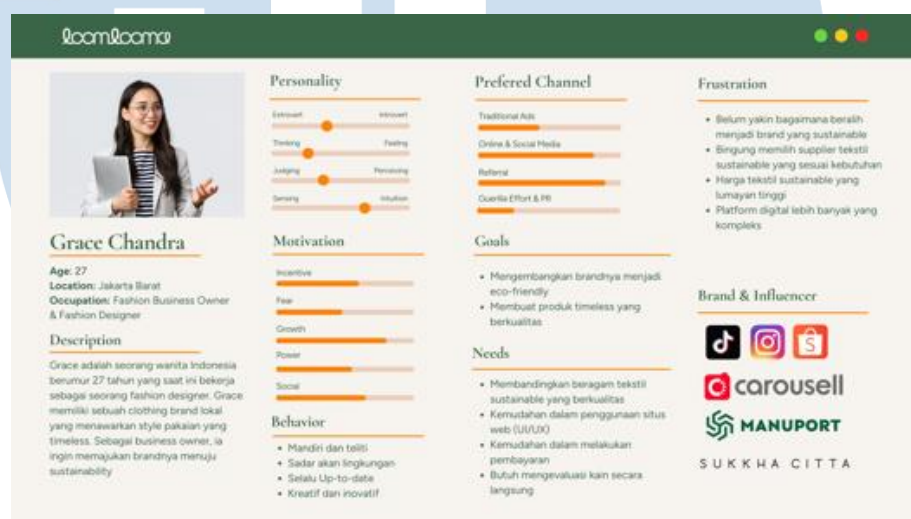 loomloama
Grace Chandra
Age: 27
Location: Jakarta Barat
Occupation: Fashion Business Owner
& Fashion Designer
Description
Grace adalah seorang wanita Indonesia
berumur 27 tahun yang saat ini bekerja
sebagai seorang fashion designer. Grace
memiliki sebuah clothing brand lokal
yang menawarkan style pakaian yang
timeless. Sebagai business owner, ia
ingin memajukan brandnya menuju
sustainability
Personality
Extrovert Introvert
Thinking Feeling
Judging Perceiving
Sensing Intuition
Motivation
Incentive
Fear
Growth
Power
Social
Behavior
• Mandiri dan teliti
• Sadar akan lingkungan
• Selalu Up-to-date
• Kreatif dan inovatif
Prefered Channel
Traditional Ads
Online & Social Media
Referral
Guerilla Effort & PR
Goals
• Mengembangkan brandnya menjadi
eco-friendly
• Membuat produk timeless yang
berkualitas
Needs
• Membandingkan beragam tekstil
sustainable yang berkualitas
• Kemudahan dalam penggunaan situs
web (UI/UX)
• Kemudahan dalam melakukan
pembayaran
• Butuh mengevaluasi kain secara
langsung
Frustration
• Belum yakin bagaimana beralih
menjadi brand yang sustainable
• Bingung memilih supplier tekstil
sustainable yang sesuai kebutuhan
• Harga tekstil sustainable yang
lumayan tinggi
• Platform digital lebih banyak yang
kompleks
Brand & Influencer
carousell
MANUPORT
SUKKHA CITTA